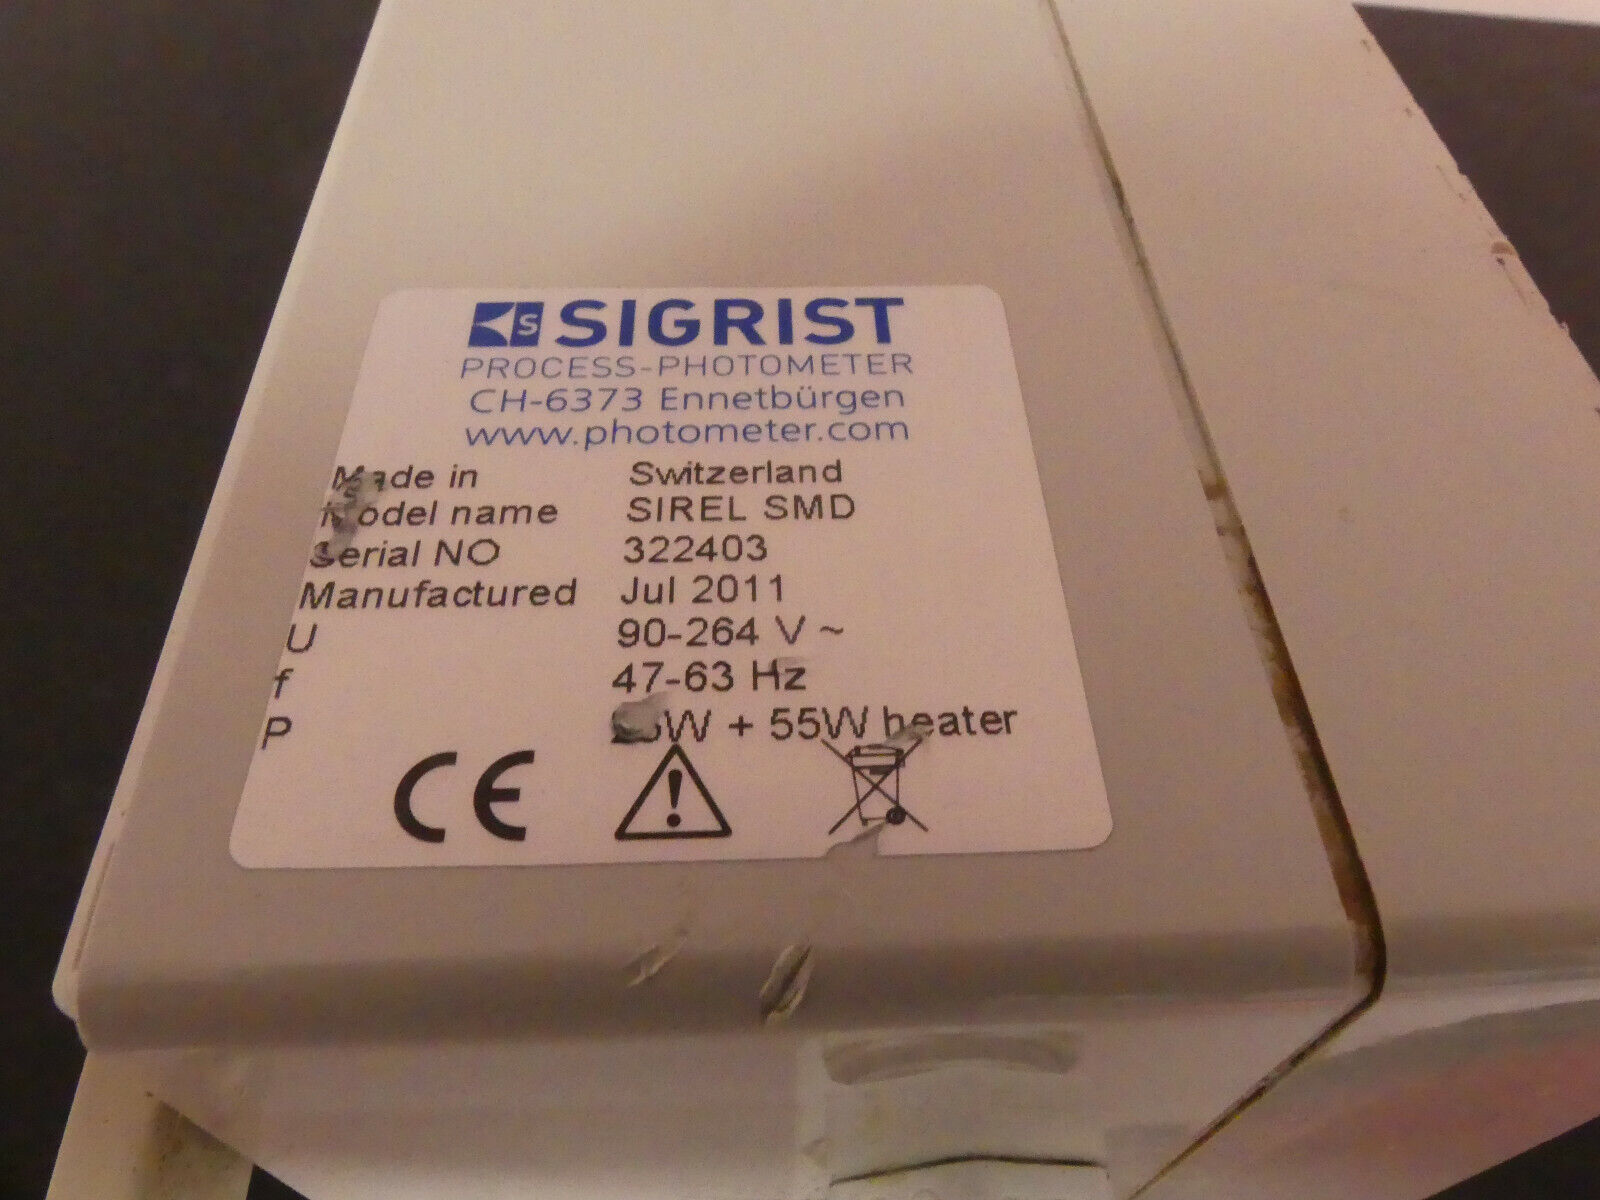 S SIGRIST
PROCESS-PHOTOMETER
CH-6373 Ennetbürgen
www.photometer.com
Made in Switzerland
Model name SIREL SMD
Serial NO 322403
Manufactured Jul 2011
U 90-264 V ~
f 47-63 Hz
P + 55W heater
CE